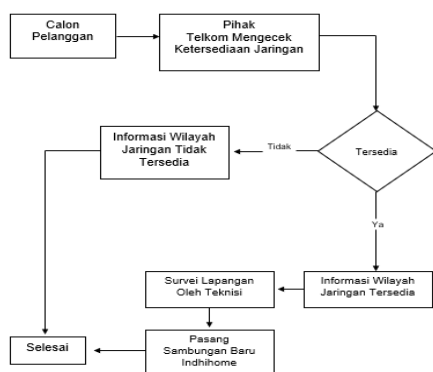 Calon
Pelanggan
Pihak
Telkom Mengecek
Ketersediaan Jaringan
Informasi Wilayah
Jaringan Tidak
Tersedia
Tidak
Tersedia
Ya
Survei Lapangan
Oleh Teknisi
Informasi Wilayah
Jaringan Tersedia
Selesai
Pasang
Sambungan Baru
Indhihome